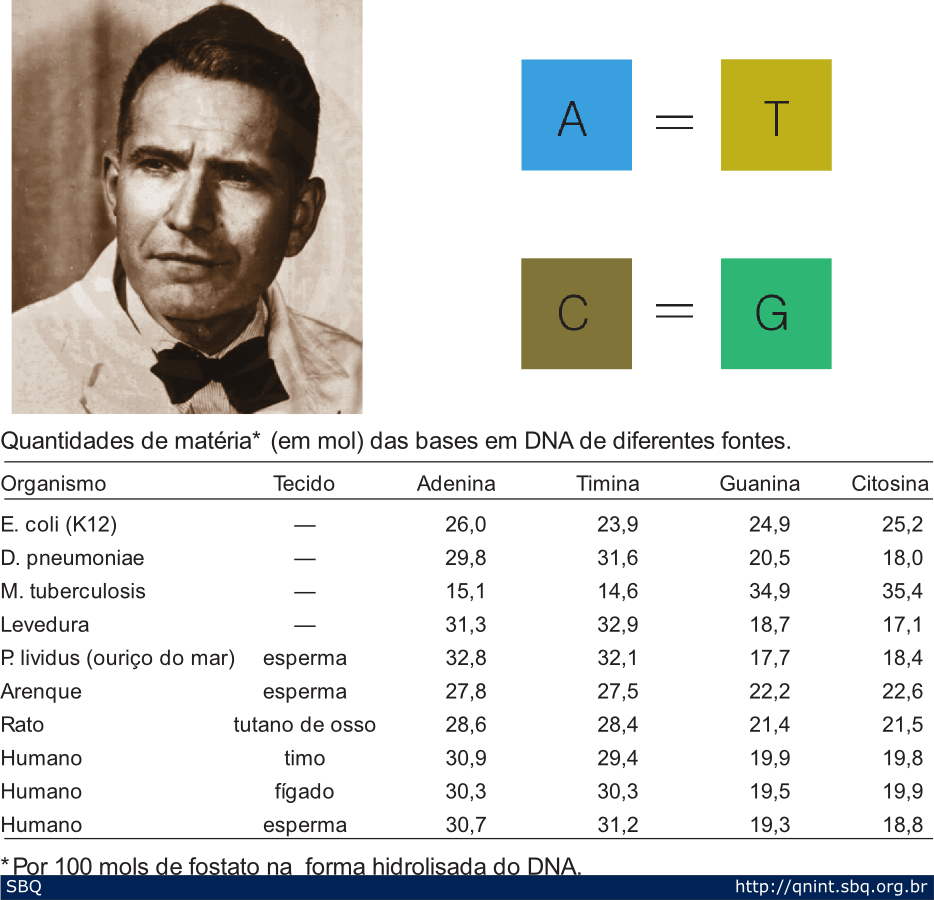 A = T
C = G
Quantidades de matéria* (em mol) das bases em DNA de diferentes fontes.
Organismo Tecido Adenina Timina Guanina Citosina
E. coli (K12) — 26,0 23,9 24,9 25,2
D. pneumoniae — 29,8 31,6 20,5 18,0
M. tuberculosis — 15,1 14,6 34,9 35,4
Levedura — 31,3 32,9 18,7 17,1
P. lividus (ouriço do mar) esperma 32,8 32,1 17,7 18,4
Arenque esperma 27,8 27,5 22,2 22,6
Rato tutano de osso 28,6 28,4 21,4 21,5
Humano timo 30,9 29,4 19,9 19,8
Humano fígado 30,3 30,3 19,5 19,9
Humano esperma 30,7 31,2 19,3 18,8
*Por 100 mols de fostato na forma hidrolisada do DNA.
SBQ http://qnint.sbq.org.br